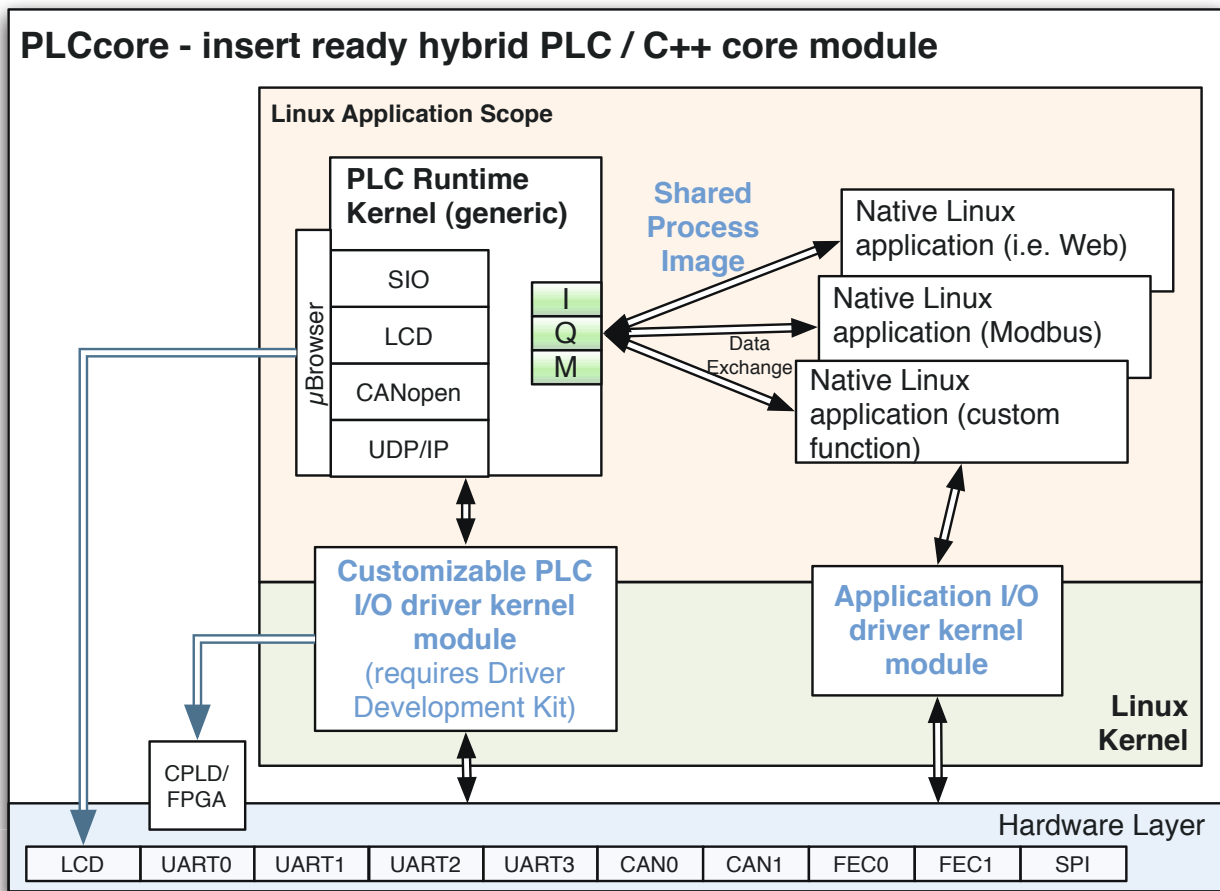 PLCcore - insert ready hybrid PLC / C++ core module
Linux Application Scope
PLC Runtime
Kernel (generic)
µBrowser
SIO
LCD
CANopen
UDP/IP
I
Q
M
Shared
Process
Image
Data
Exchange
Native Linux
application (i.e. Web)
Native Linux
application (Modbus)
Native Linux
application (custom
function)
Customizable PLC
I/O driver kernel
module
(requires Driver
Development Kit)
Application I/O
driver kernel
module
Linux
Kernel
CPLD/
FPGA
Hardware Layer
LCD
UART0
UART1
UART2
UART3
CAN0
CAN1
FEC0
FEC1
SPI